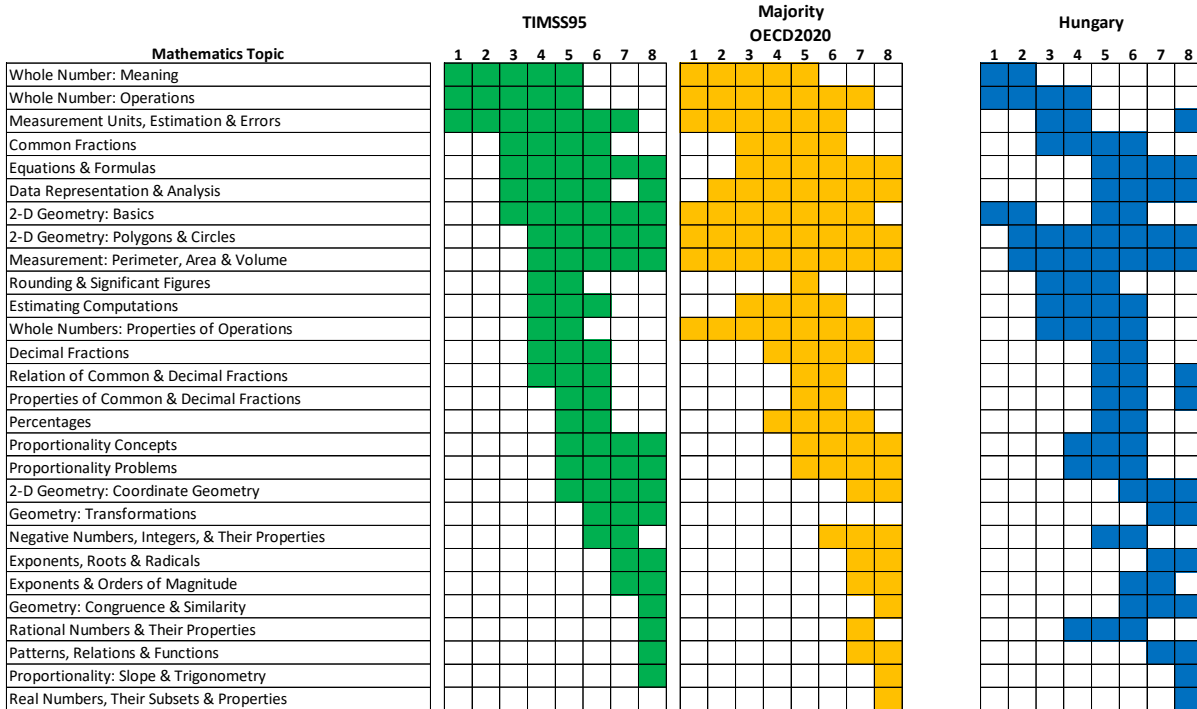 TIMSS95
Majority
OECD2020
Hungary
Mathematics Topic 1 2 3 4 5 6 7 8 1 2 3 4 5 6 7 8 1 2 3 4 5 6 7 8
Whole Number: Meaning
Whole Number: Operations
Measurement Units, Estimation & Errors
Common Fractions
Equations & Formulas
Data Representation & Analysis
2-D Geometry: Basics
2-D Geometry: Polygons & Circles
Measurement: Perimeter, Area & Volume
Rounding & Significant Figures
Estimating Computations
Whole Numbers: Properties of Operations
Decimal Fractions
Relation of Common & Decimal Fractions
Properties of Common & Decimal Fractions
Percentages
Proportionality Concepts
Proportionality Problems
2-D Geometry: Coordinate Geometry
Geometry: Transformations
Negative Numbers, Integers, & Their Properties
Exponents, Roots & Radicals
Exponents & Orders of Magnitude
Geometry: Congruence & Similarity
Rational Numbers & Their Properties
Patterns, Relations & Functions
Proportionality: Slope & Trigonometry
Real Numbers, Their Subsets & Properties